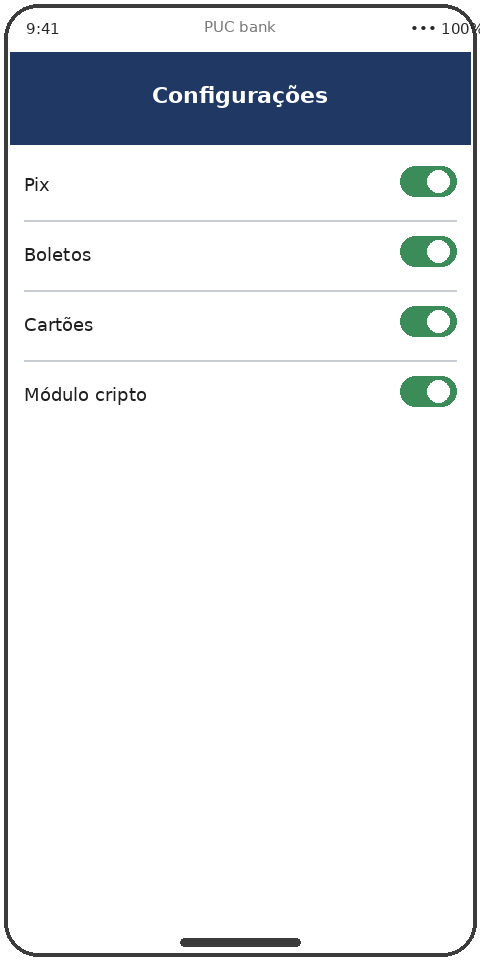 9:41 PUC bank ••• 100%
Configurações
Pix
Boletos
Cartões
Módulo cripto